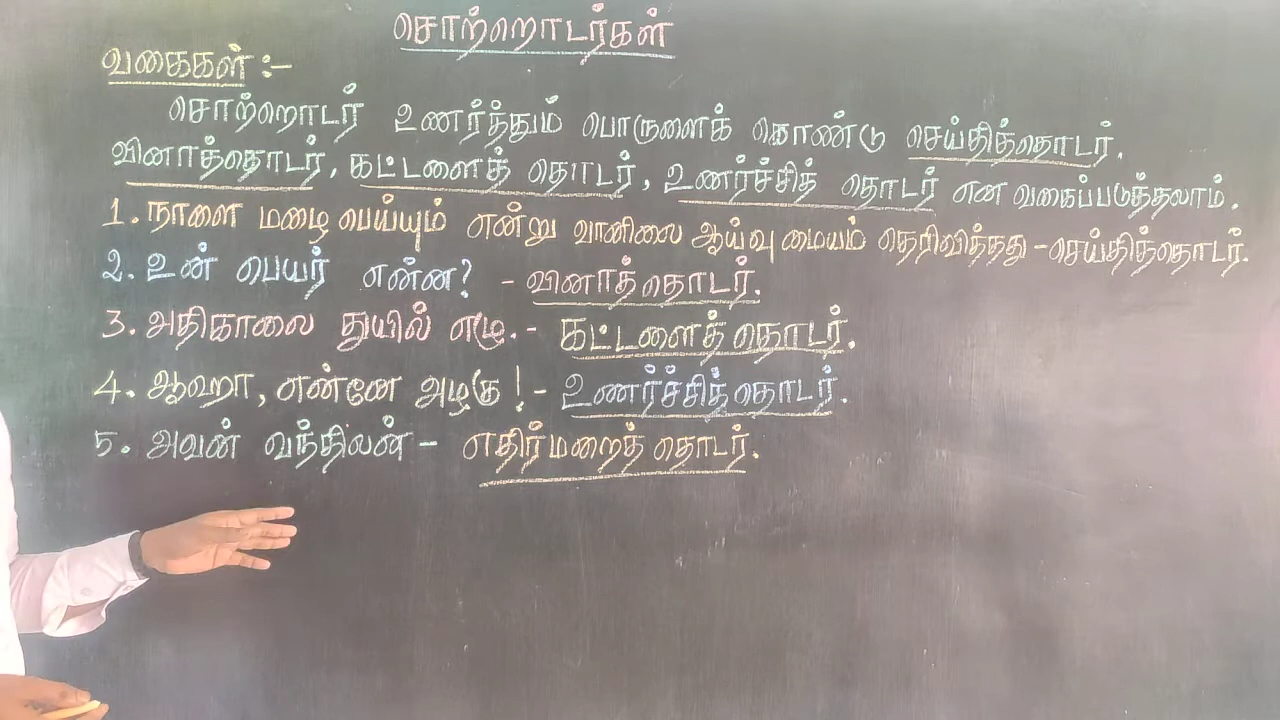 சொற்றொடர்கள்
வகைகள் :-
சொற்றொடர் உணர்த்தும் பொருளைக் கொண்டு செய்தித்தொடர்,
வினாத்தொடர், கட்டளைத் தொடர், உணர்ச்சித் தொடர் என வகைப்படுத்தலாம்.
1. நாளை மழை பெய்யும் என்று வானிலை ஆய்வு மையம் தெரிவித்தது - செய்தித்தொடர்.
2. உன் பெயர் என்ன? - வினாத்தொடர்.
3. அதிகாலை துயில் எழு. - கட்டளைத் தொடர்.
4. ஆஹா, என்னே அழகு ! - உணர்ச்சித் தொடர்.
5. அவன் வந்திலன் - எதிர்மறைத் தொடர்.